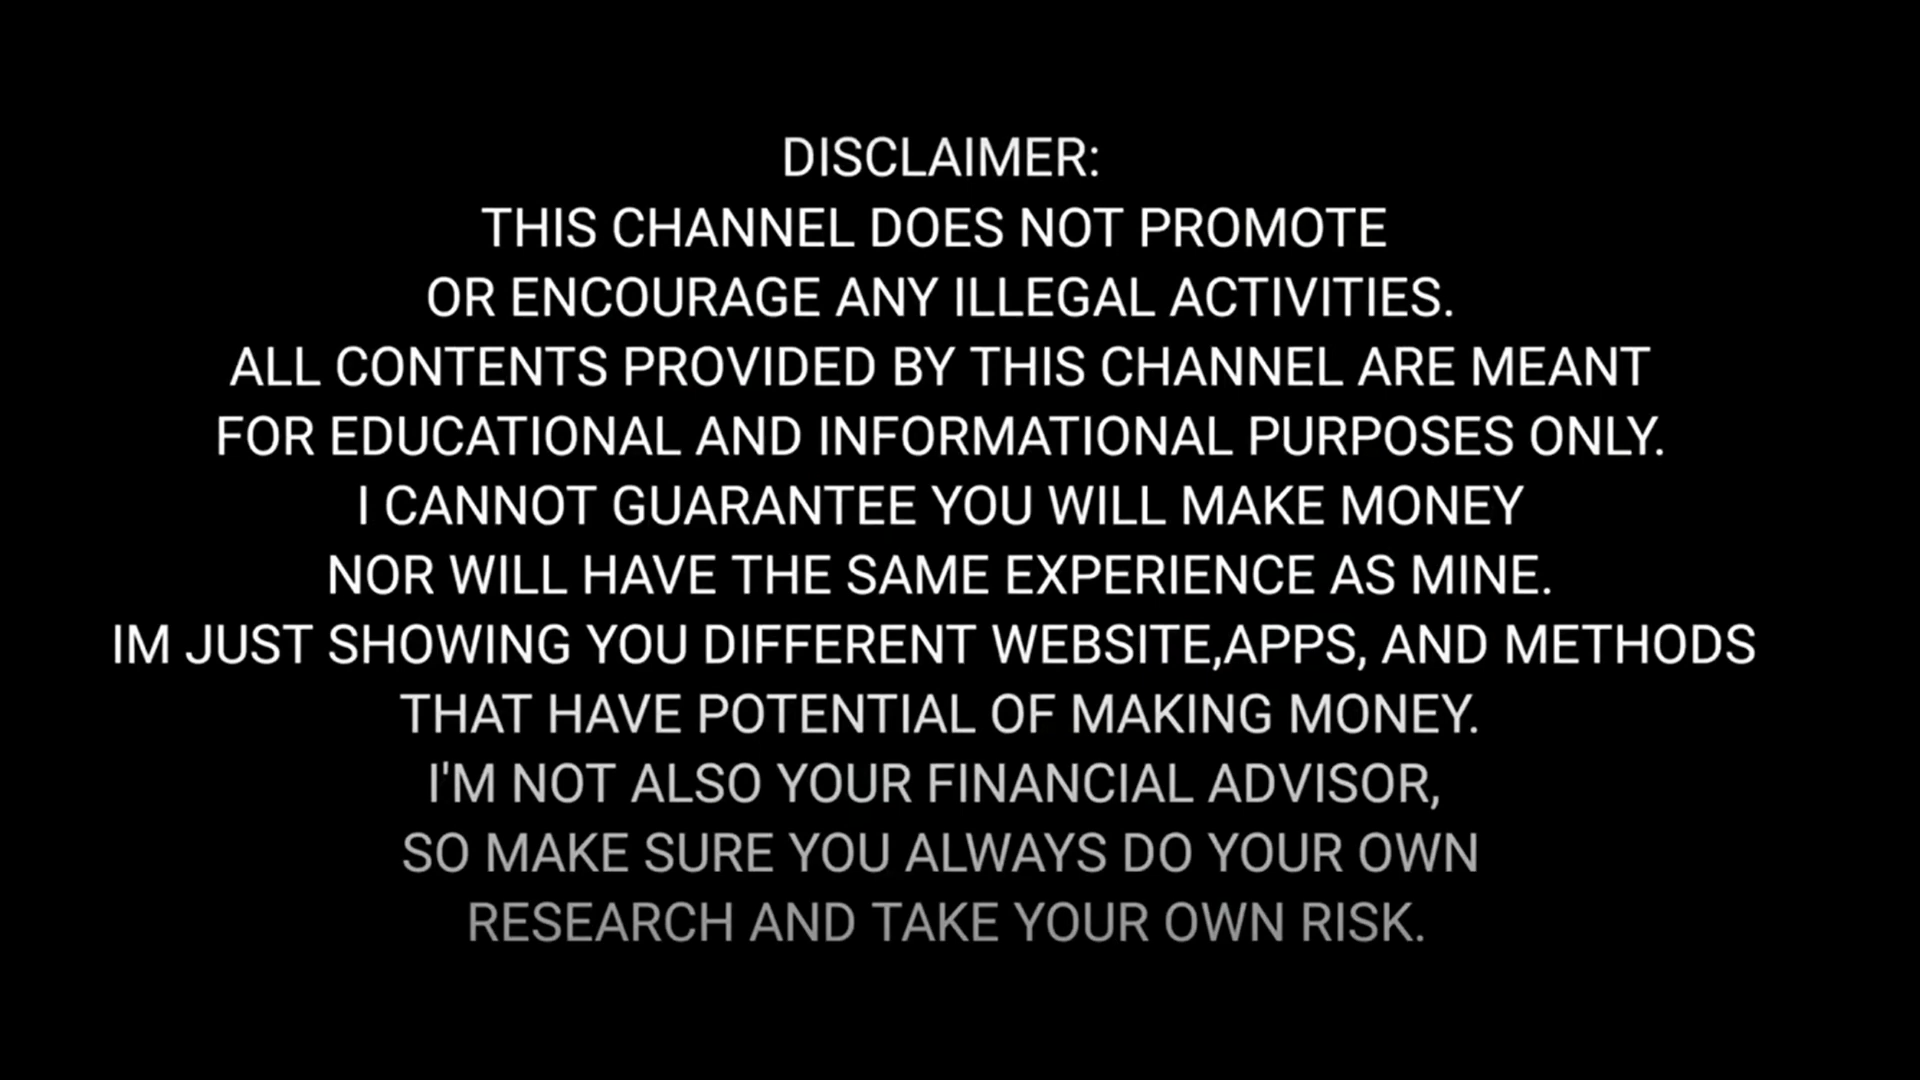 DISCLAIMER:
THIS CHANNEL DOES NOT PROMOTE
OR ENCOURAGE ANY ILLEGAL ACTIVITIES.
ALL CONTENTS PROVIDED BY THIS CHANNEL ARE MEANT
FOR EDUCATIONAL AND INFORMATIONAL PURPOSES ONLY.
I CANNOT GUARANTEE YOU WILL MAKE MONEY
NOR WILL HAVE THE SAME EXPERIENCE AS MINE.
IM JUST SHOWING YOU DIFFERENT WEBSITE,APPS, AND METHODS
THAT HAVE POTENTIAL OF MAKING MONEY.
I'M NOT ALSO YOUR FINANCIAL ADVISOR,
SO MAKE SURE YOU ALWAYS DO YOUR OWN
RESEARCH AND TAKE YOUR OWN RISK.